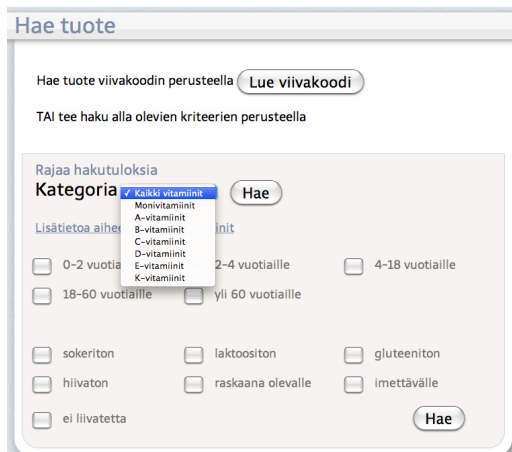 Hae tuote
Hae tuote viivakoodin perusteella Lue viivakoodi
TAI tee haku alla olevien kriteerien perusteella
Rajaa hakutuloksia
Kategoria ✓ Kaikki vitamiinit Hae
Monivitamiinit
A-vitamiinit
B-vitamiinit
C-vitamiinit
D-vitamiinit
E-vitamiinit
K-vitamiinit
Lisätietoa
0-2 2-4 vuotiaille 4-18 vuotiaille
18-60 vuotiaille yli 60 vuotiaille
sokeriton laktoositon gluteeniton
hiivaton raskaana olevalle imettävälle
ei liivatetta Hae